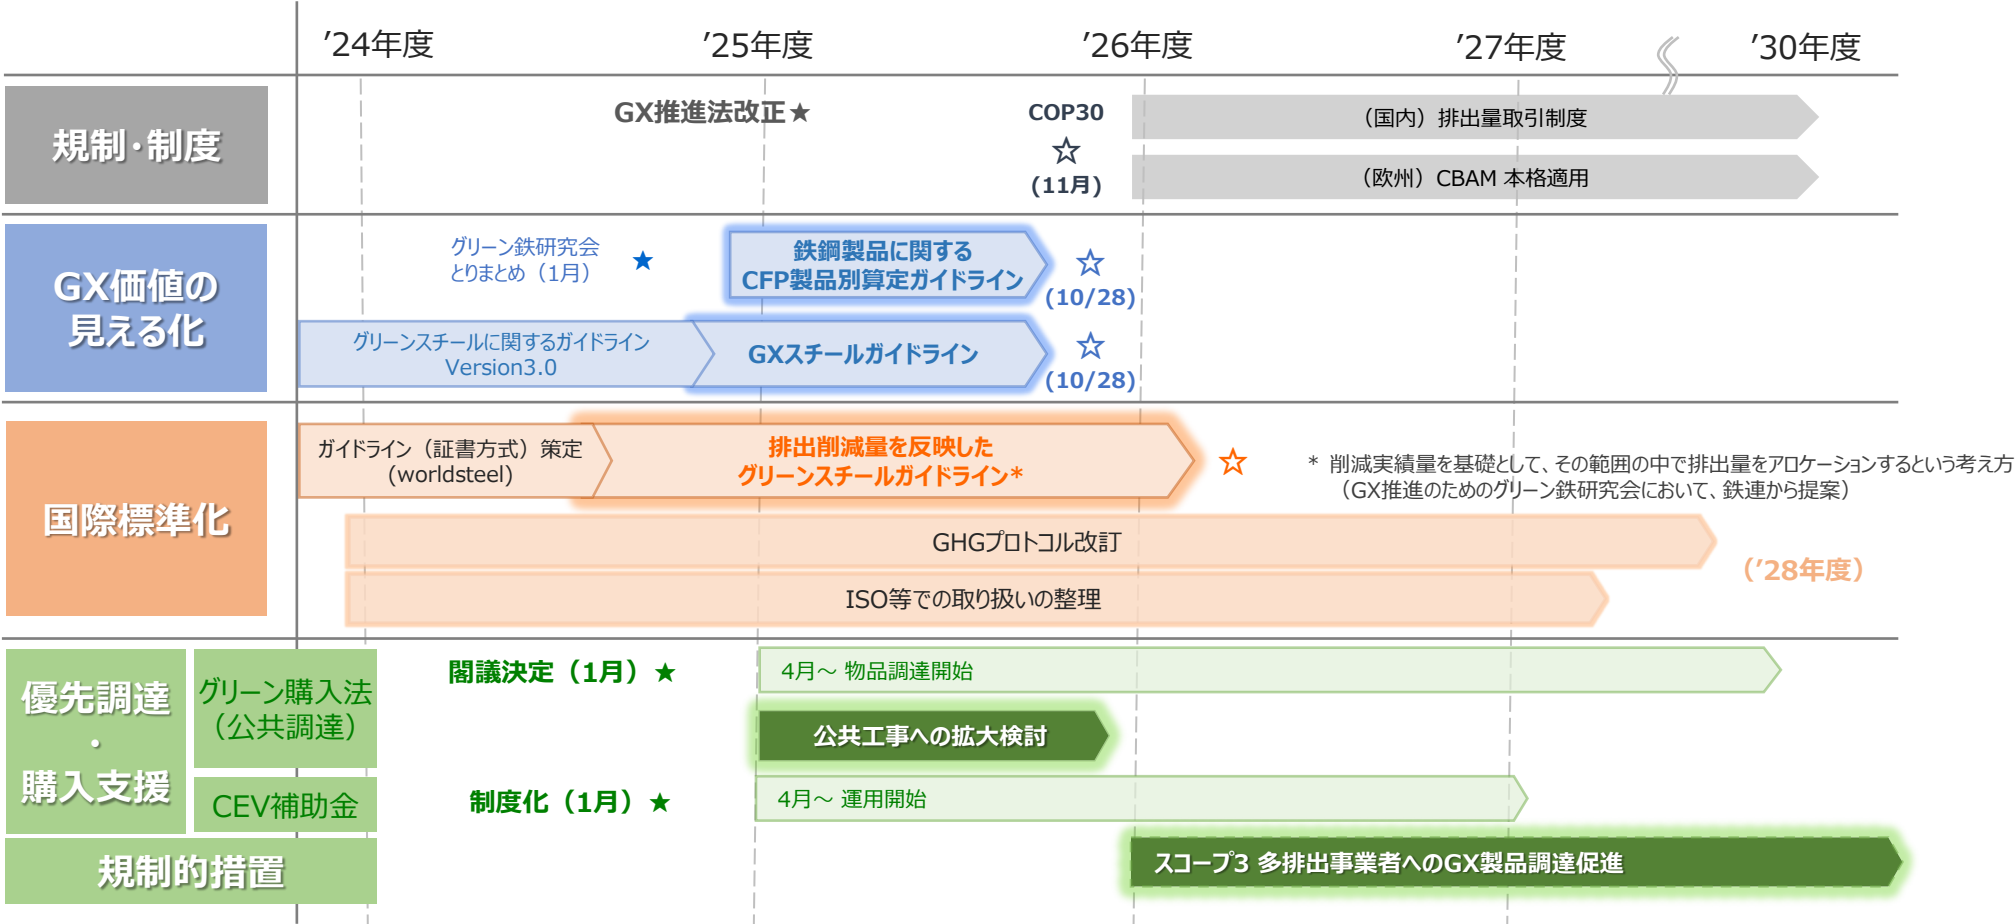 ’24年度 ’25年度 ’26年度 ’27年度 ’30年度
規制・制度
GX推進法改正★
COP30
☆
(11月)
（国内）排出量取引制度
（欧州）CBAM 本格適用
GX価値の
見える化
グリーン鉄研究会
とりまとめ（1月）
★
鉄鋼製品に関する
CFP製品別算定ガイドライン
☆
(10/28)
グリーンスチールに関するガイドライン
Version3.0
GXスチールガイドライン
☆
(10/28)
国際標準化
ガイドライン（証書方式）策定
(worldsteel)
排出削減量を反映した
グリーンスチールガイドライン*
☆
* 削減実績量を基礎として、その範囲の中で排出量をアロケーションするという考え方
（GX推進のためのグリーン鉄研究会において、鉄連から提案）
GHGプロトコル改訂
（’28年度）
ISO等での取り扱いの整理
優先調達
・
購入支援
グリーン購入法
（公共調達）
閣議決定（1月）★
4月～ 物品調達開始
公共工事への拡大検討
CEV補助金
制度化（1月）★
4月～ 運用開始
規制的措置
スコープ3 多排出事業者へのGX製品調達促進